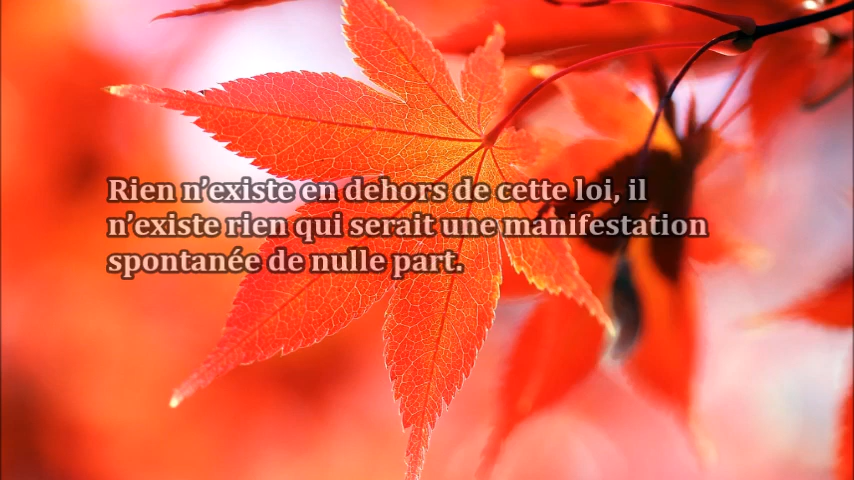 Rien n’existe en dehors de cette loi, il
n’existe rien qui serait une manifestation
spontanée de nulle part.